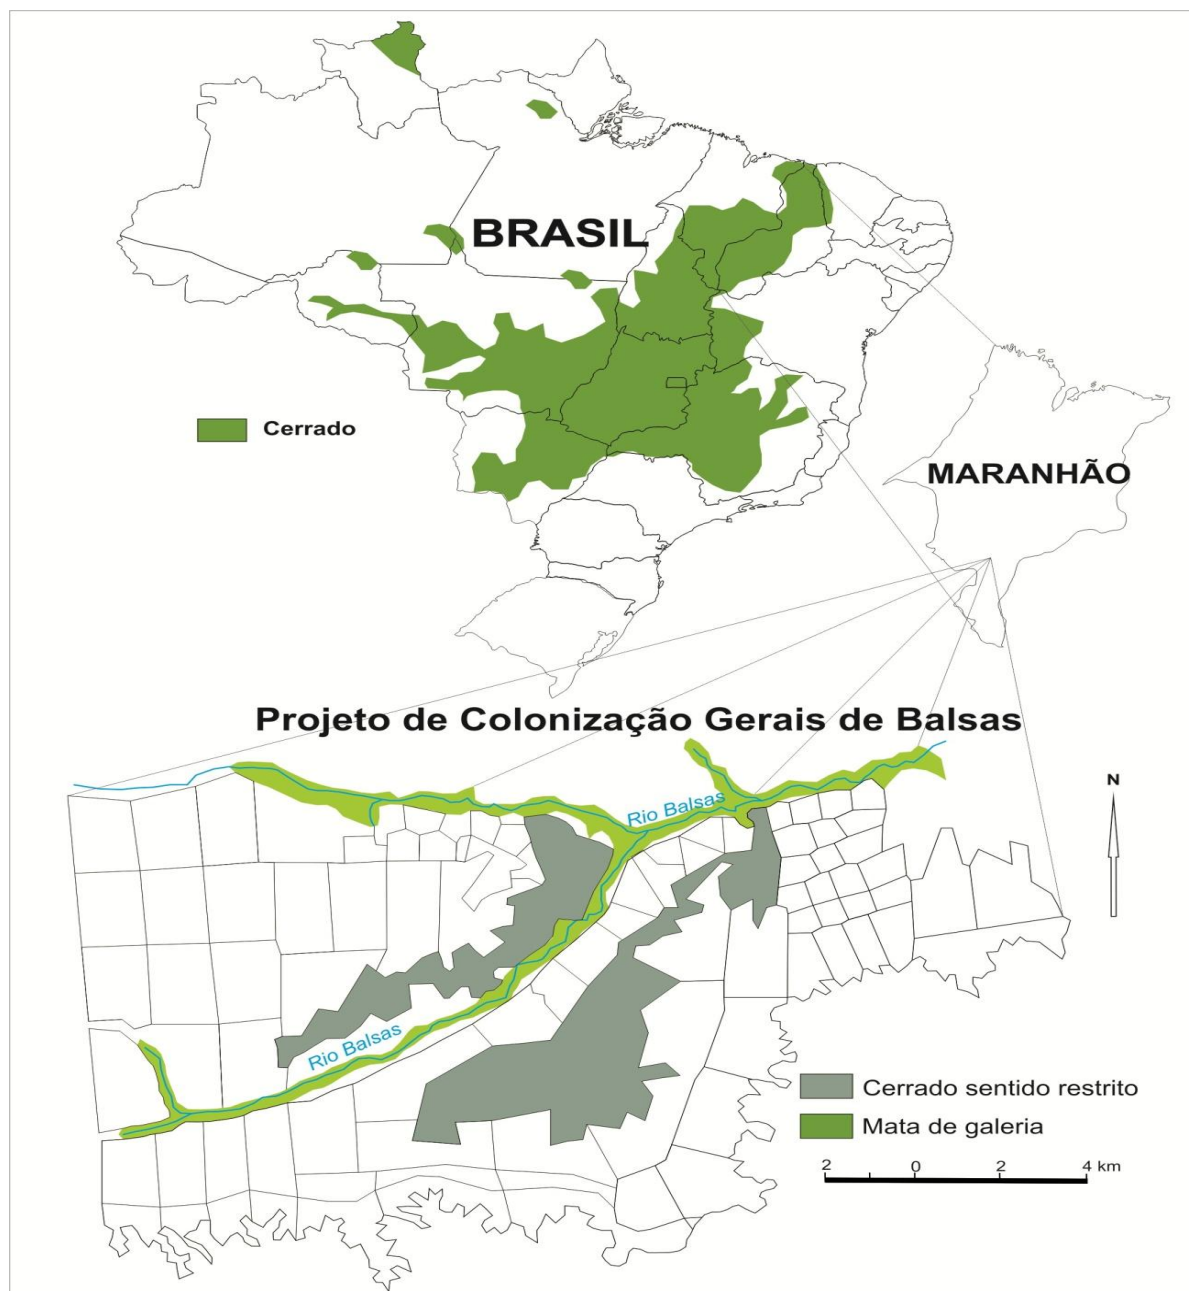 BRASIL
Cerrado
MARANHÃO
Projeto de Colonização Gerais de Balsas
N
Rio Balsas
Rio Balsas
Cerrado sentido restrito
Mata de galeria
2 0 2 4 km